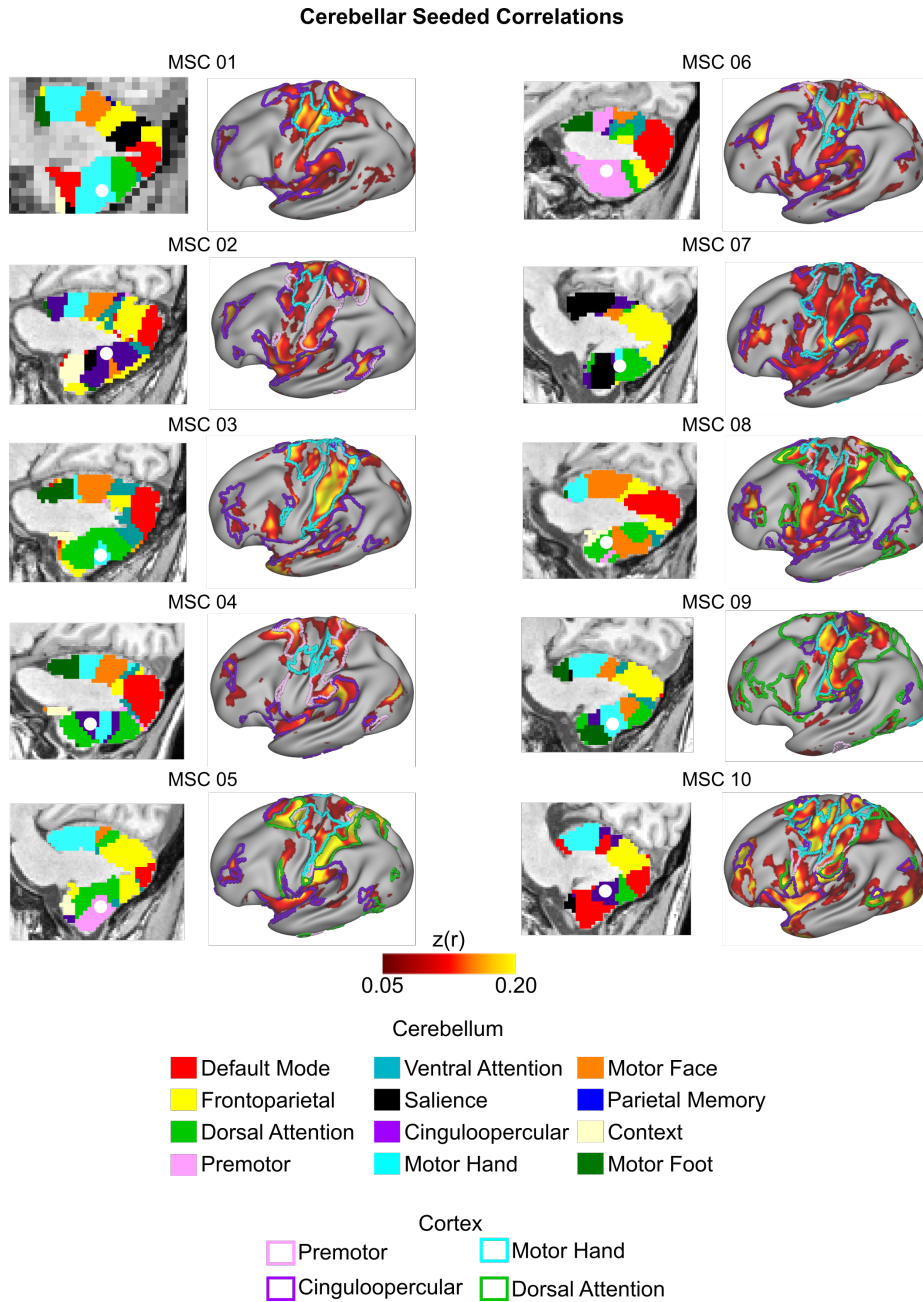 Cerebellar Seeded Correlations
MSC 01
MSC 06
MSC 02
MSC 07
MSC 03
MSC 08
MSC 04
MSC 09
MSC 05
MSC 10
z(r)
0.05 0.20
Cerebellum
Default Mode Ventral Attention Motor Face
Frontoparietal Salience Parietal Memory
Dorsal Attention Cinguloopercular Context
Premotor Motor Hand Motor Foot
Cortex
Premotor Motor Hand
Cinguloopercular Dorsal Attention